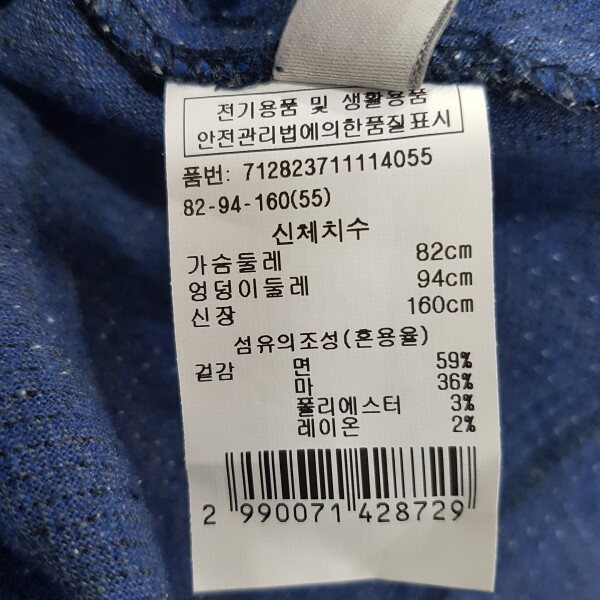 전기용품 및 생활용품
안전관리법에의한품질표시
품번: 712823711114055
82-94-160(55)
신체치수
가슴둘레 82cm
엉덩이둘레 94cm
신장 160cm
섬유의조성(혼용율)
겉감 면 59%
마 36%
폴리에스터 3%
레이온 2%
2 990071 428729